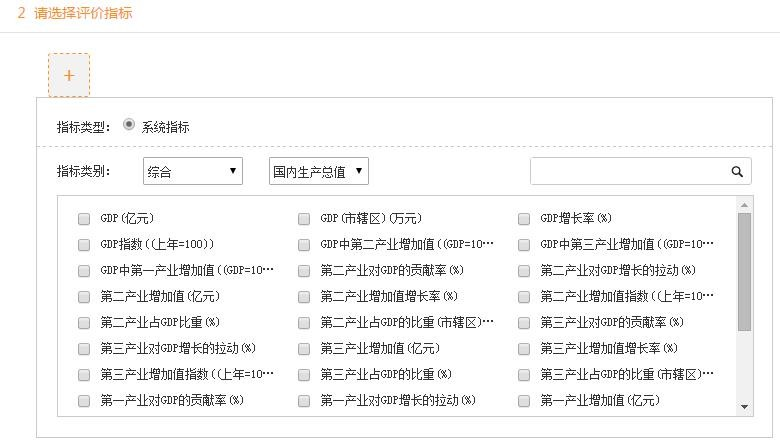 2 请选择评价指标
+
指标类型： 系统指标
指标类别： 综合 国内生产总值
GDP(亿元) GDP(市辖区)(万元) GDP增长率(%)
GDP指数((上年=100)) GDP中第二产业增加值((GDP=10… GDP中第三产业增加值((GDP=10…
GDP中第一产业增加值((GDP=10… 第二产业对GDP的贡献率(%) 第二产业对GDP增长的拉动(%)
第二产业增加值(亿元) 第二产业增加值增长率(%) 第二产业增加值指数((上年=10…
第二产业占GDP比重(%) 第二产业占GDP的比重(市辖区)… 第三产业对GDP的贡献率(%)
第三产业对GDP增长的拉动(%) 第三产业增加值(亿元) 第三产业增加值增长率(%)
第三产业增加值指数((上年=10… 第三产业占GDP的比重(%) 第三产业占GDP的比重(市辖区)…
第一产业对GDP的贡献率(%) 第一产业对GDP增长的拉动(%) 第一产业增加值(亿元)